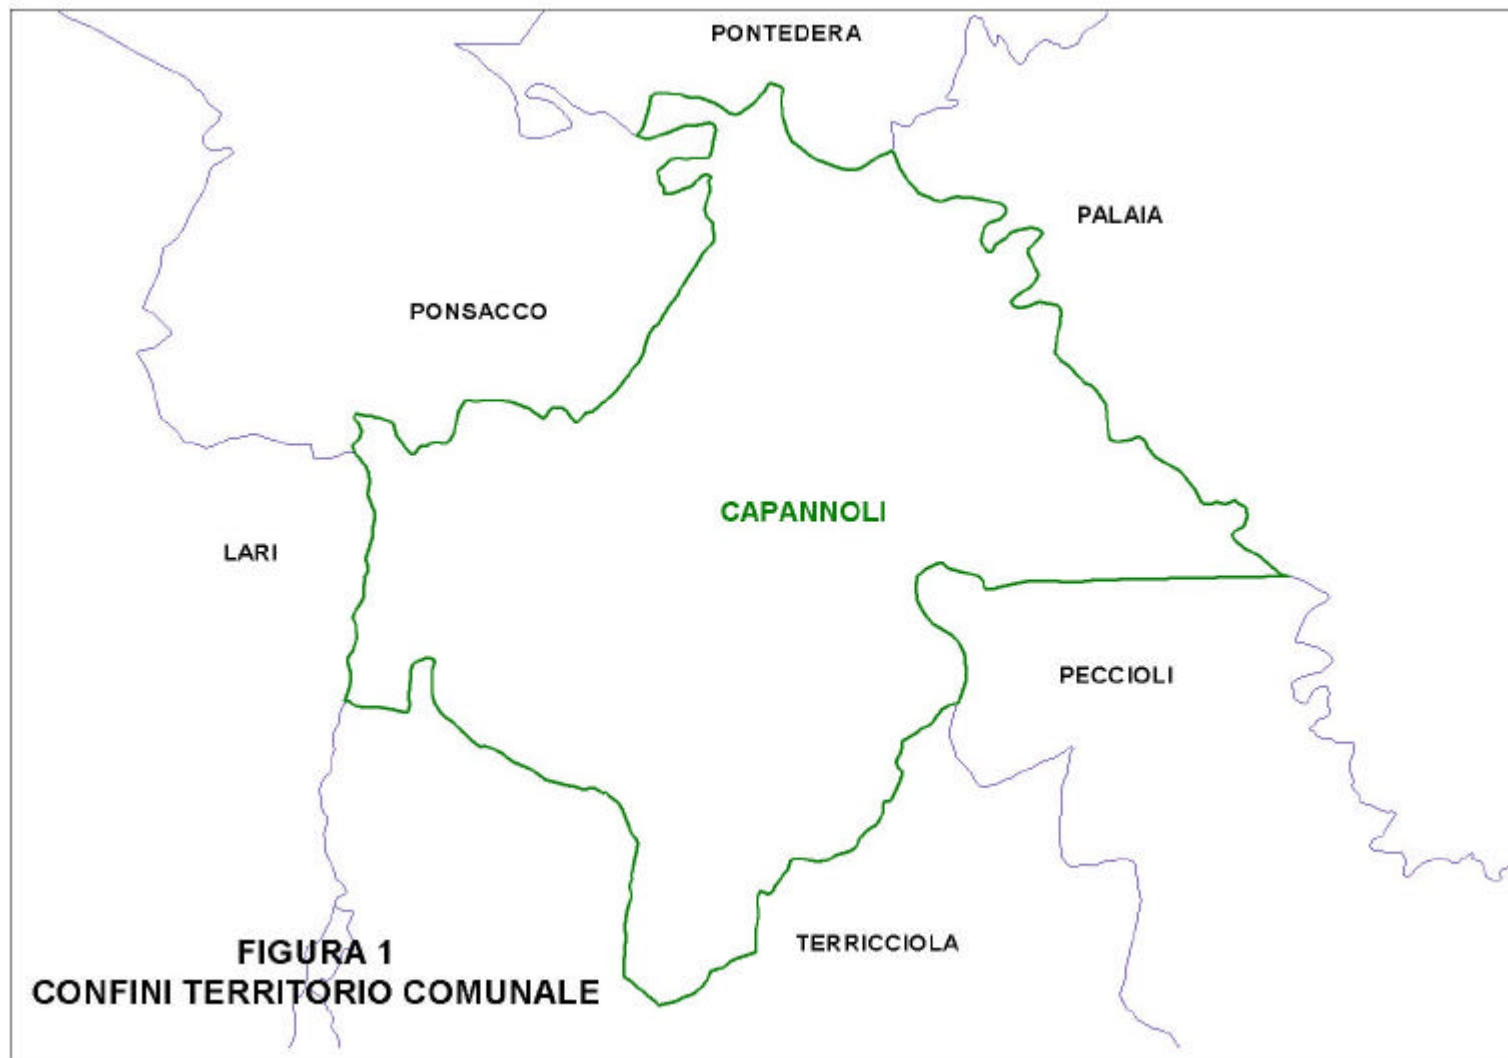 PONTEDERA
PALAIA
PONSACCO
CAPANNOLI
LARI
PECCIOLI
TERRICCIOLA
FIGURA 1
CONFINI TERRITORIO COMUNALE